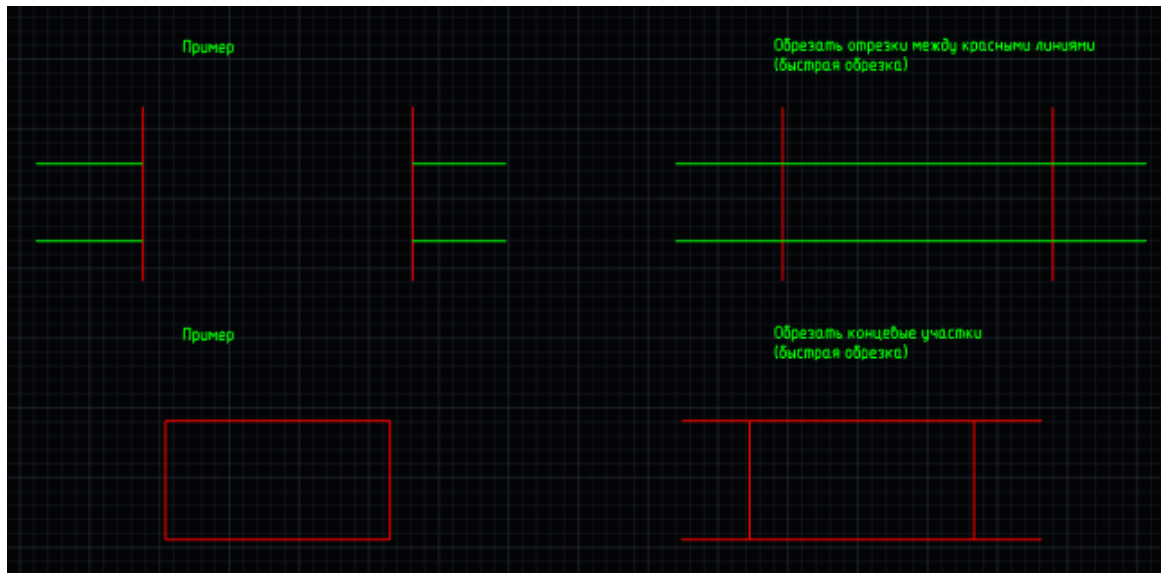 Пример
Обрезать отрезки между красными линиями
(быстрая обрезка)
Пример
Обрезать концевые участки
(быстрая обрезка)